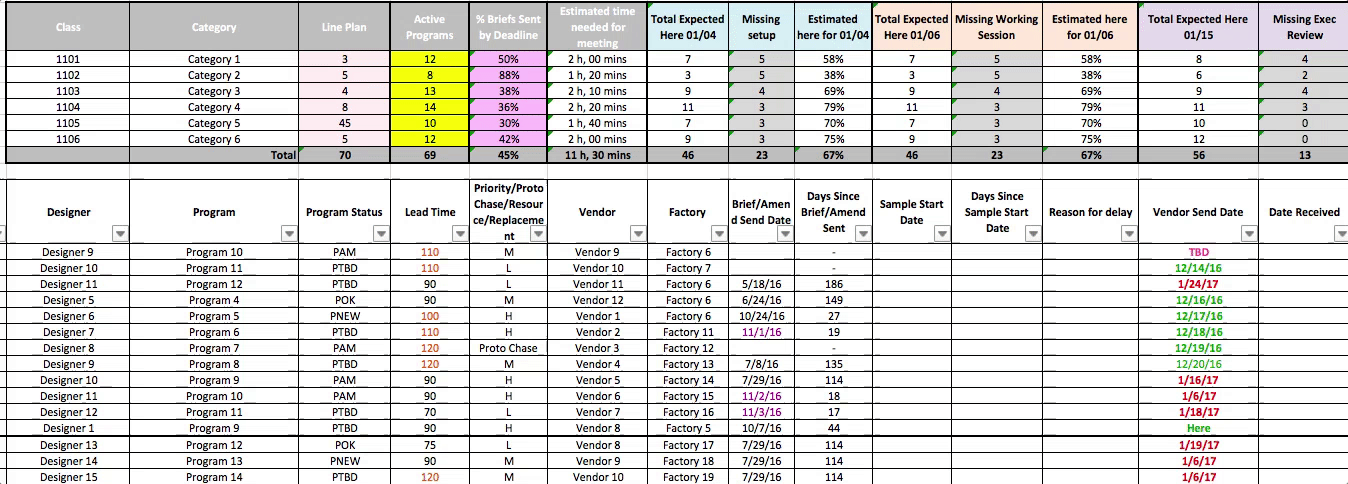 Class Category Line Plan Active Programs % Briefs Sent by Deadline Estimated time needed for meeting Total Expected Here 01/04 Missing setup Estimated here for 01/04 Total Expected Here 01/06 Missing Working Session Estimated here for 01/06 Total Expected Here 01/15 Missing Exec Review
1101 Category 1 3 12 50% 2 h, 00 mins 7 5 58% 7 5 58% 8 4
1102 Category 2 5 8 88% 1 h, 20 mins 3 5 38% 3 5 38% 6 2
1103 Category 3 4 13 38% 2 h, 10 mins 9 4 69% 9 4 69% 9 4
1104 Category 4 8 14 36% 2 h, 20 mins 11 3 79% 11 3 79% 11 3
1105 Category 5 45 10 30% 1 h, 40 mins 7 3 70% 7 3 70% 10 0
1106 Category 6 5 12 42% 2 h, 00 mins 9 3 75% 9 3 75% 12 0
Total 70 69 45% 11 h, 30 mins 46 23 67% 46 23 67% 56 13
Designer Program Program Status Lead Time Priority/Proto Chase/Resource/Replacement Vendor Factory Brief/Amend Send Date Days Since Brief/Amend Sent Sample Start Date Days Since Sample Start Date Reason for delay Vendor Send Date Date Received
Designer 9 Program 10 PAM 110 M Vendor 9 Factory 6 - TBD
Designer 10 Program 11 PTBD 110 L Vendor 10 Factory 7 - 12/14/16
Designer 11 Program 12 PTBD 90 L Vendor 11 Factory 6 5/18/16 186 1/24/17
Designer 5 Program 4 POK 90 M Vendor 12 Factory 6 6/24/16 149 12/16/16
Designer 6 Program 5 PNEW 100 H Vendor 1 Factory 6 10/24/16 27 12/17/16
Designer 7 Program 6 PTBD 110 H Vendor 2 Factory 11 11/1/16 19 12/18/16
Designer 8 Program 7 PAM 120 Proto Chase Vendor 3 Factory 12 - 12/19/16
Designer 9 Program 8 PTBD 120 M Vendor 4 Factory 13 7/8/16 135 12/20/16
Designer 10 Program 9 PAM 90 H Vendor 5 Factory 14 7/29/16 114 1/16/17
Designer 11 Program 10 PAM 90 H Vendor 6 Factory 15 11/2/16 18 1/6/17
Designer 12 Program 11 PTBD 70 L Vendor 7 Factory 16 11/3/16 17 1/18/17
Designer 1 Program 9 PTBD 90 H Vendor 8 Factory 5 10/7/16 44 Here
Designer 13 Program 12 POK 75 L Vendor 8 Factory 17 7/29/16 114 1/19/17
Designer 14 Program 13 PNEW 90 M Vendor 9 Factory 18 7/29/16 114 1/6/17
Designer 15 Program 14 PTBD 120 M Vendor 10 Factory 19 7/29/16 114 1/6/17